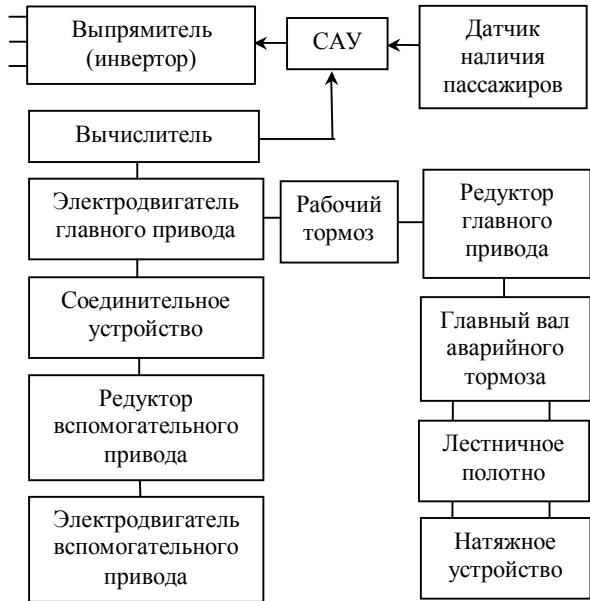 Выпрямитель
(инвертор)
САУ
Датчик
наличия
пассажиров
Вычислитель
Электродвигатель
главного привода
Рабочий
тормоз
Редуктор
главного
привода
Соединительное
устройство
Главный вал
аварийного
тормоза
Редуктор
вспомогательного
привода
Лестничное
полотно
Электродвигатель
вспомогательного
привода
Натяжное
устройство